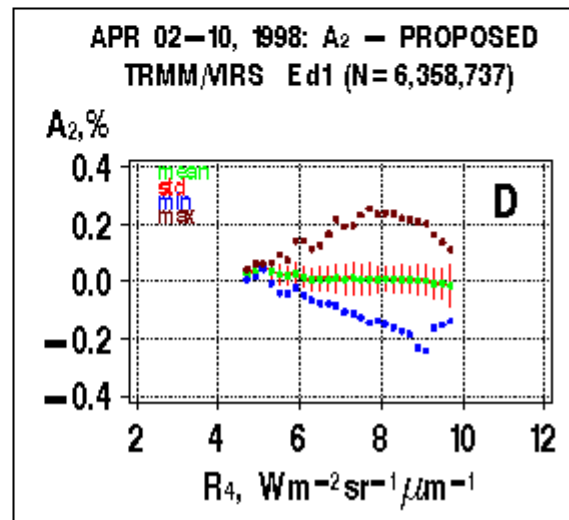 APR 02–10, 1998: A₂ – PROPOSED
TRMM/VIRS Ed1 (N=6,358,737)
A₂,%
0.4
0.2
0.0
–0.2
–0.4
mean
std
min
max
D
2 4 6 8 10 12
R₄, Wm⁻²sr⁻¹μm⁻¹